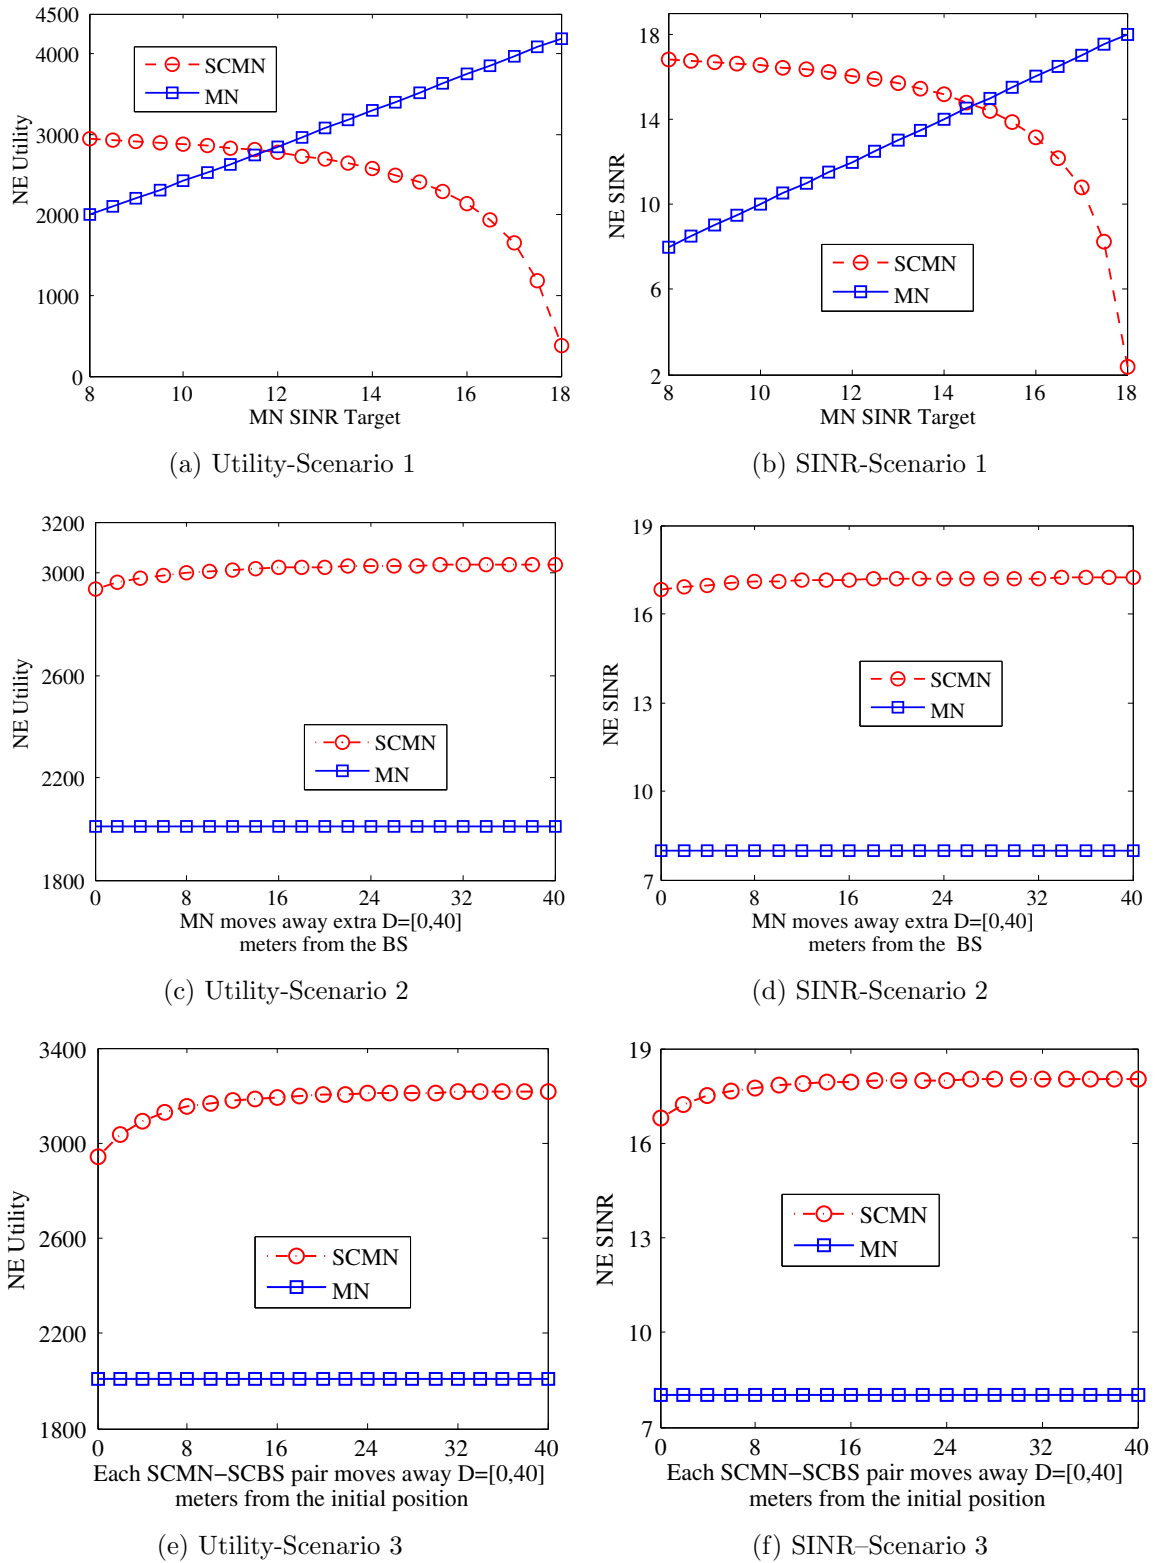 4500
4000
3000
2000
1000
0
NE Utility
SCMN
MN
8 10 12 14 16 18
MN SINR Target
(a) Utility-Scenario 1
18
14
10
6
2
NE SINR
SCMN
MN
8 10 12 14 16 18
MN SINR Target
(b) SINR-Scenario 1
3200
3000
2600
2200
1800
NE Utility
SCMN
MN
0 8 16 24 32 40
MN moves away extra D=[0,40]
meters from the BS
(c) Utility-Scenario 2
19
16
13
10
7
NE SINR
SCMN
MN
0 8 16 24 32 40
MN moves away extra D=[0,40]
meters from the BS
(d) SINR-Scenario 2
3400
3000
2600
2200
1800
NE Utility
SCMN
MN
0 8 16 24 32 40
Each SCMN−SCBS pair moves away D=[0,40]
meters from the initial position
(e) Utility-Scenario 3
19
16
13
10
7
NE SINR
SCMN
MN
0 8 16 24 32 40
Each SCMN−SCBS pair moves away D=[0,40]
meters from the initial position
(f) SINR–Scenario 3